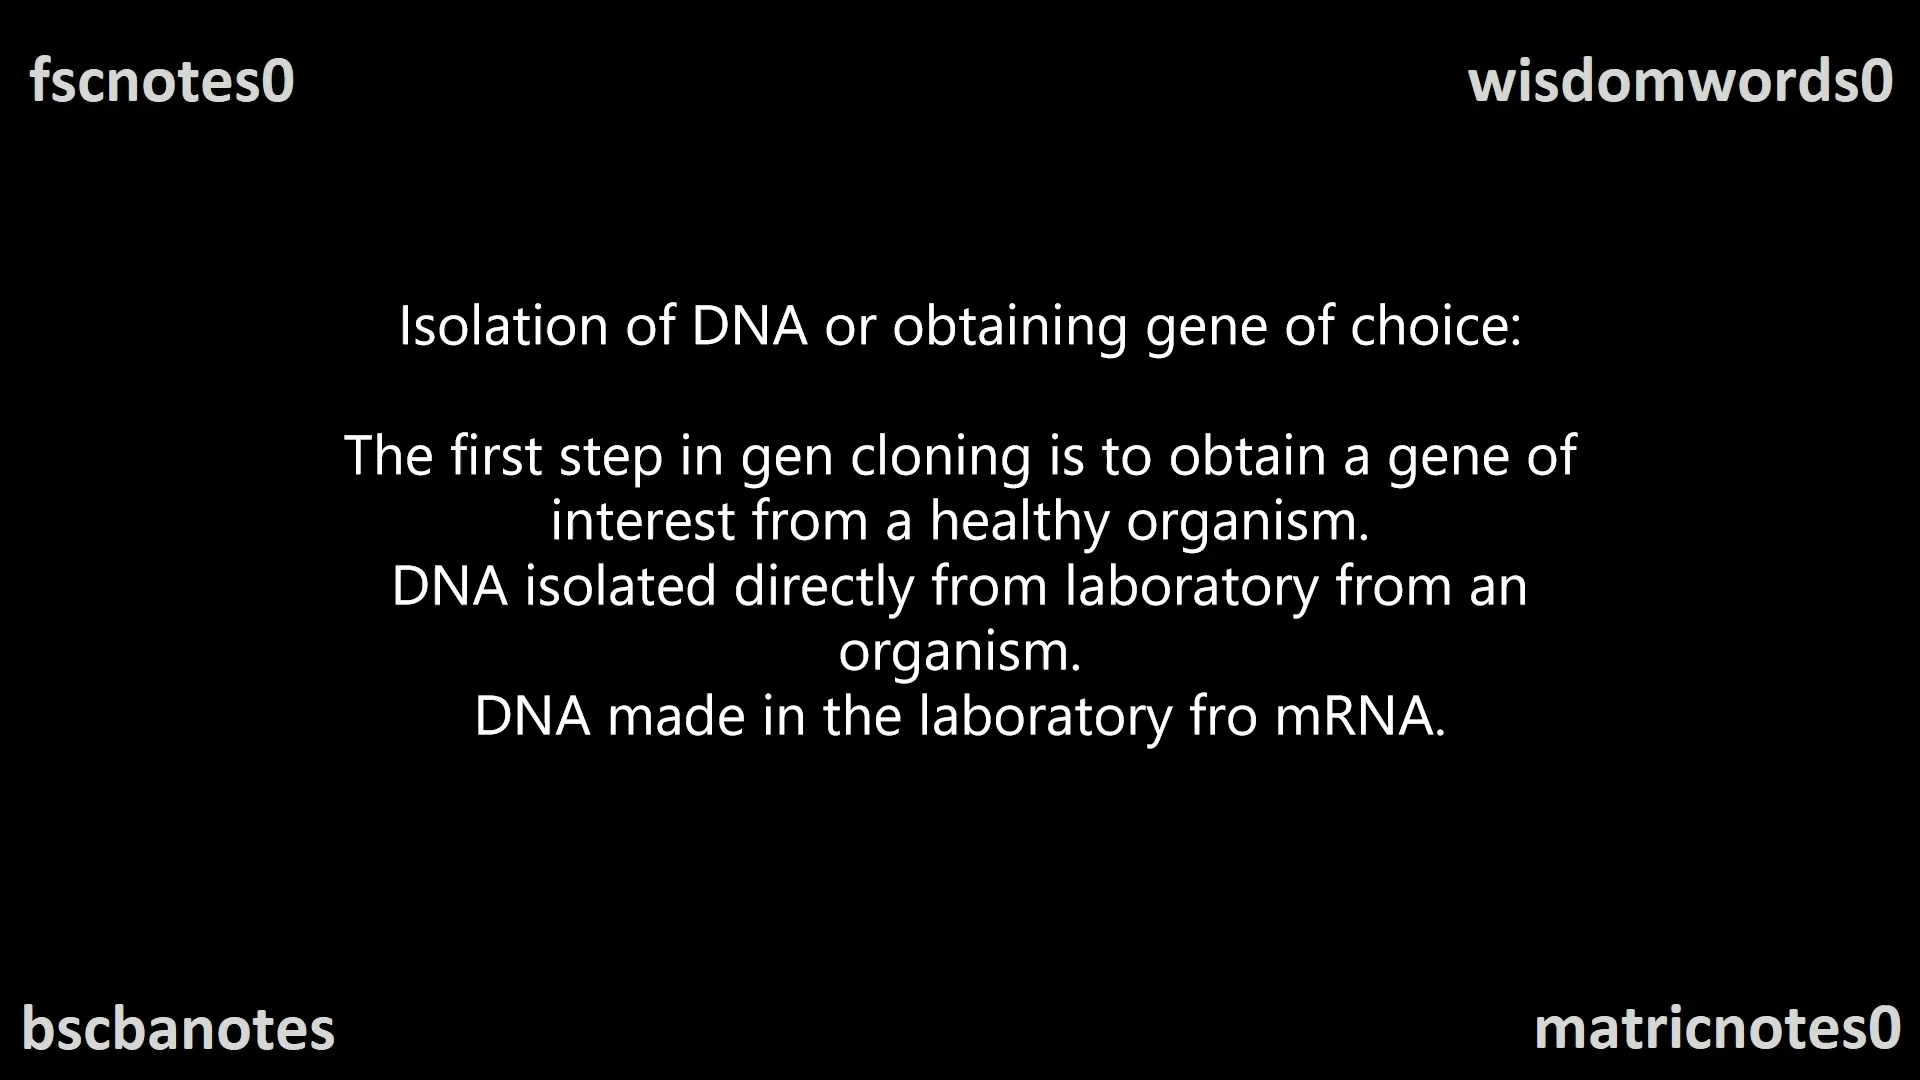 fscnotes0
wisdomwords0
Isolation of DNA or obtaining gene of choice:
The first step in gen cloning is to obtain a gene of
interest from a healthy organism.
DNA isolated directly from laboratory from an
organism.
DNA made in the laboratory fro mRNA.
bscbanotes
matricnotes0